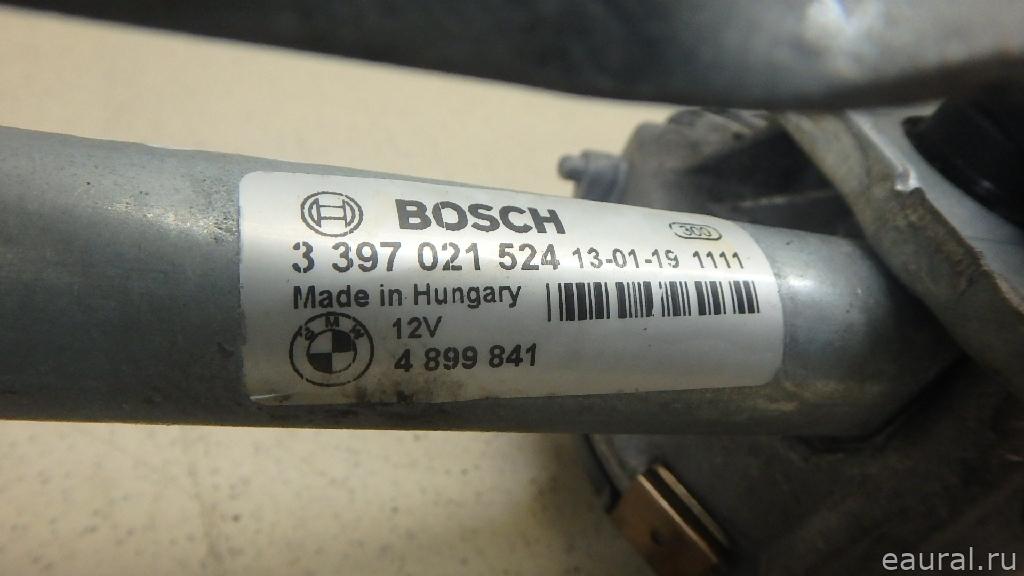 BOSCH
300
3 397 021 524 13-01-19 1111
Made in Hungary
BMW
12V
4 899 841
eaural.ru